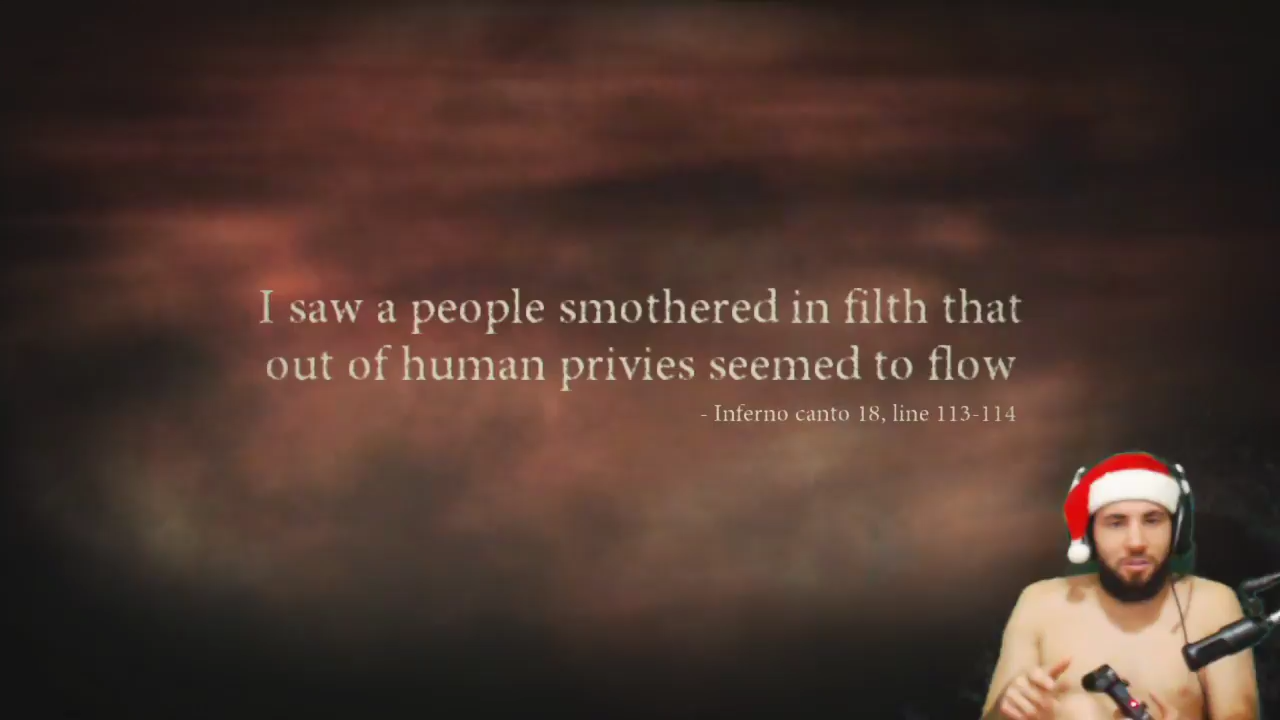 I saw a people smothered in filth that
out of human privies seemed to flow
- Inferno canto 18, line 113-114